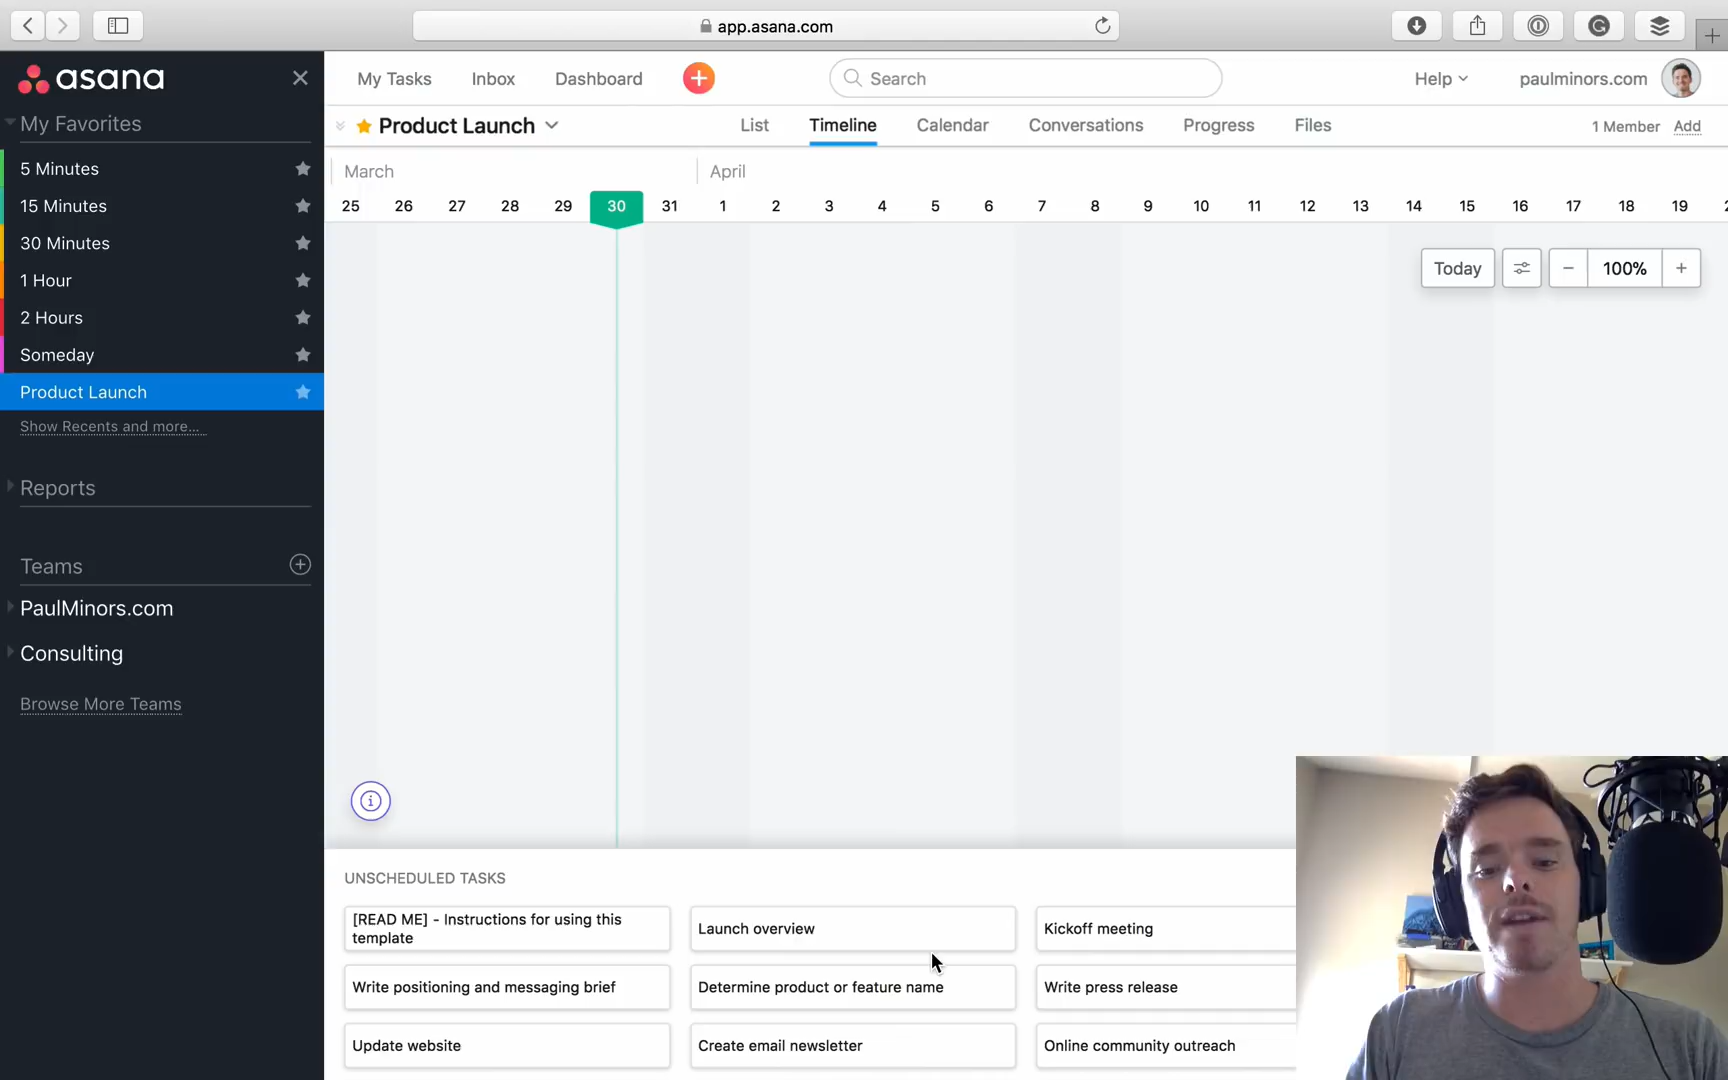 app.asana.com
asana
My Tasks
Inbox
Dashboard
Search
Help
paulminors.com
My Favorites
5 Minutes
15 Minutes
30 Minutes
1 Hour
2 Hours
Someday
Product Launch
Show Recents and more...
Reports
Teams
PaulMinors.com
Consulting
Browse More Teams
Product Launch
List
Timeline
Calendar
Conversations
Progress
Files
1 Member
Add
March
April
25 26 27 28 29 30 31 1 2 3 4 5 6 7 8 9 10 11 12 13 14 15 16 17 18 19
Today
100%
UNSCHEDULED TASKS
[READ ME] - Instructions for using this
template
Launch overview
Kickoff meeting
Write positioning and messaging brief
Determine product or feature name
Write press release
Update website
Create email newsletter
Online community outreach